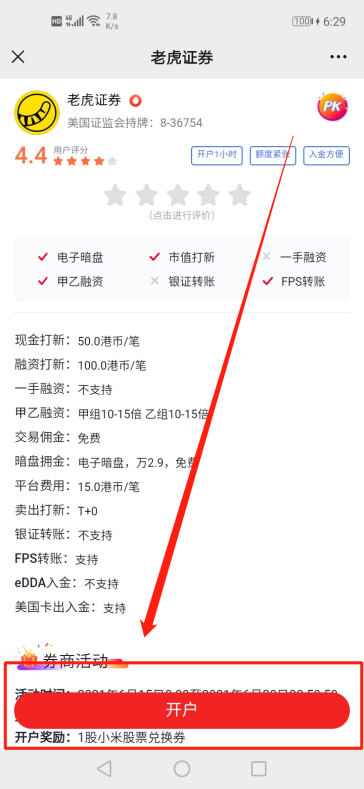 HD 4G 7.8 K/s 100 6:29
老虎证券
老虎证券
美国证监会持牌：8-36754
PK
4.4 用户评分
开户1小时 额度紧张 入金方便
(点击进行评价)
电子暗盘 市值打新 一手融资
甲乙融资 银证转账 FPS转账
现金打新：50.0港币/笔
融资打新：100.0港币/笔
一手融资：不支持
甲乙融资：甲组10-15倍 乙组10-15倍
交易佣金：免费
暗盘拥金：电子暗盘，万2.9，免费
平台费用：15.0港币/笔
卖出打新：T+0
银证转账：不支持
FPS转账：支持
eDDA入金：不支持
美国卡出入金：支持
券商活动
活动时间：
开户
开户奖励：1股小米股票兑换券